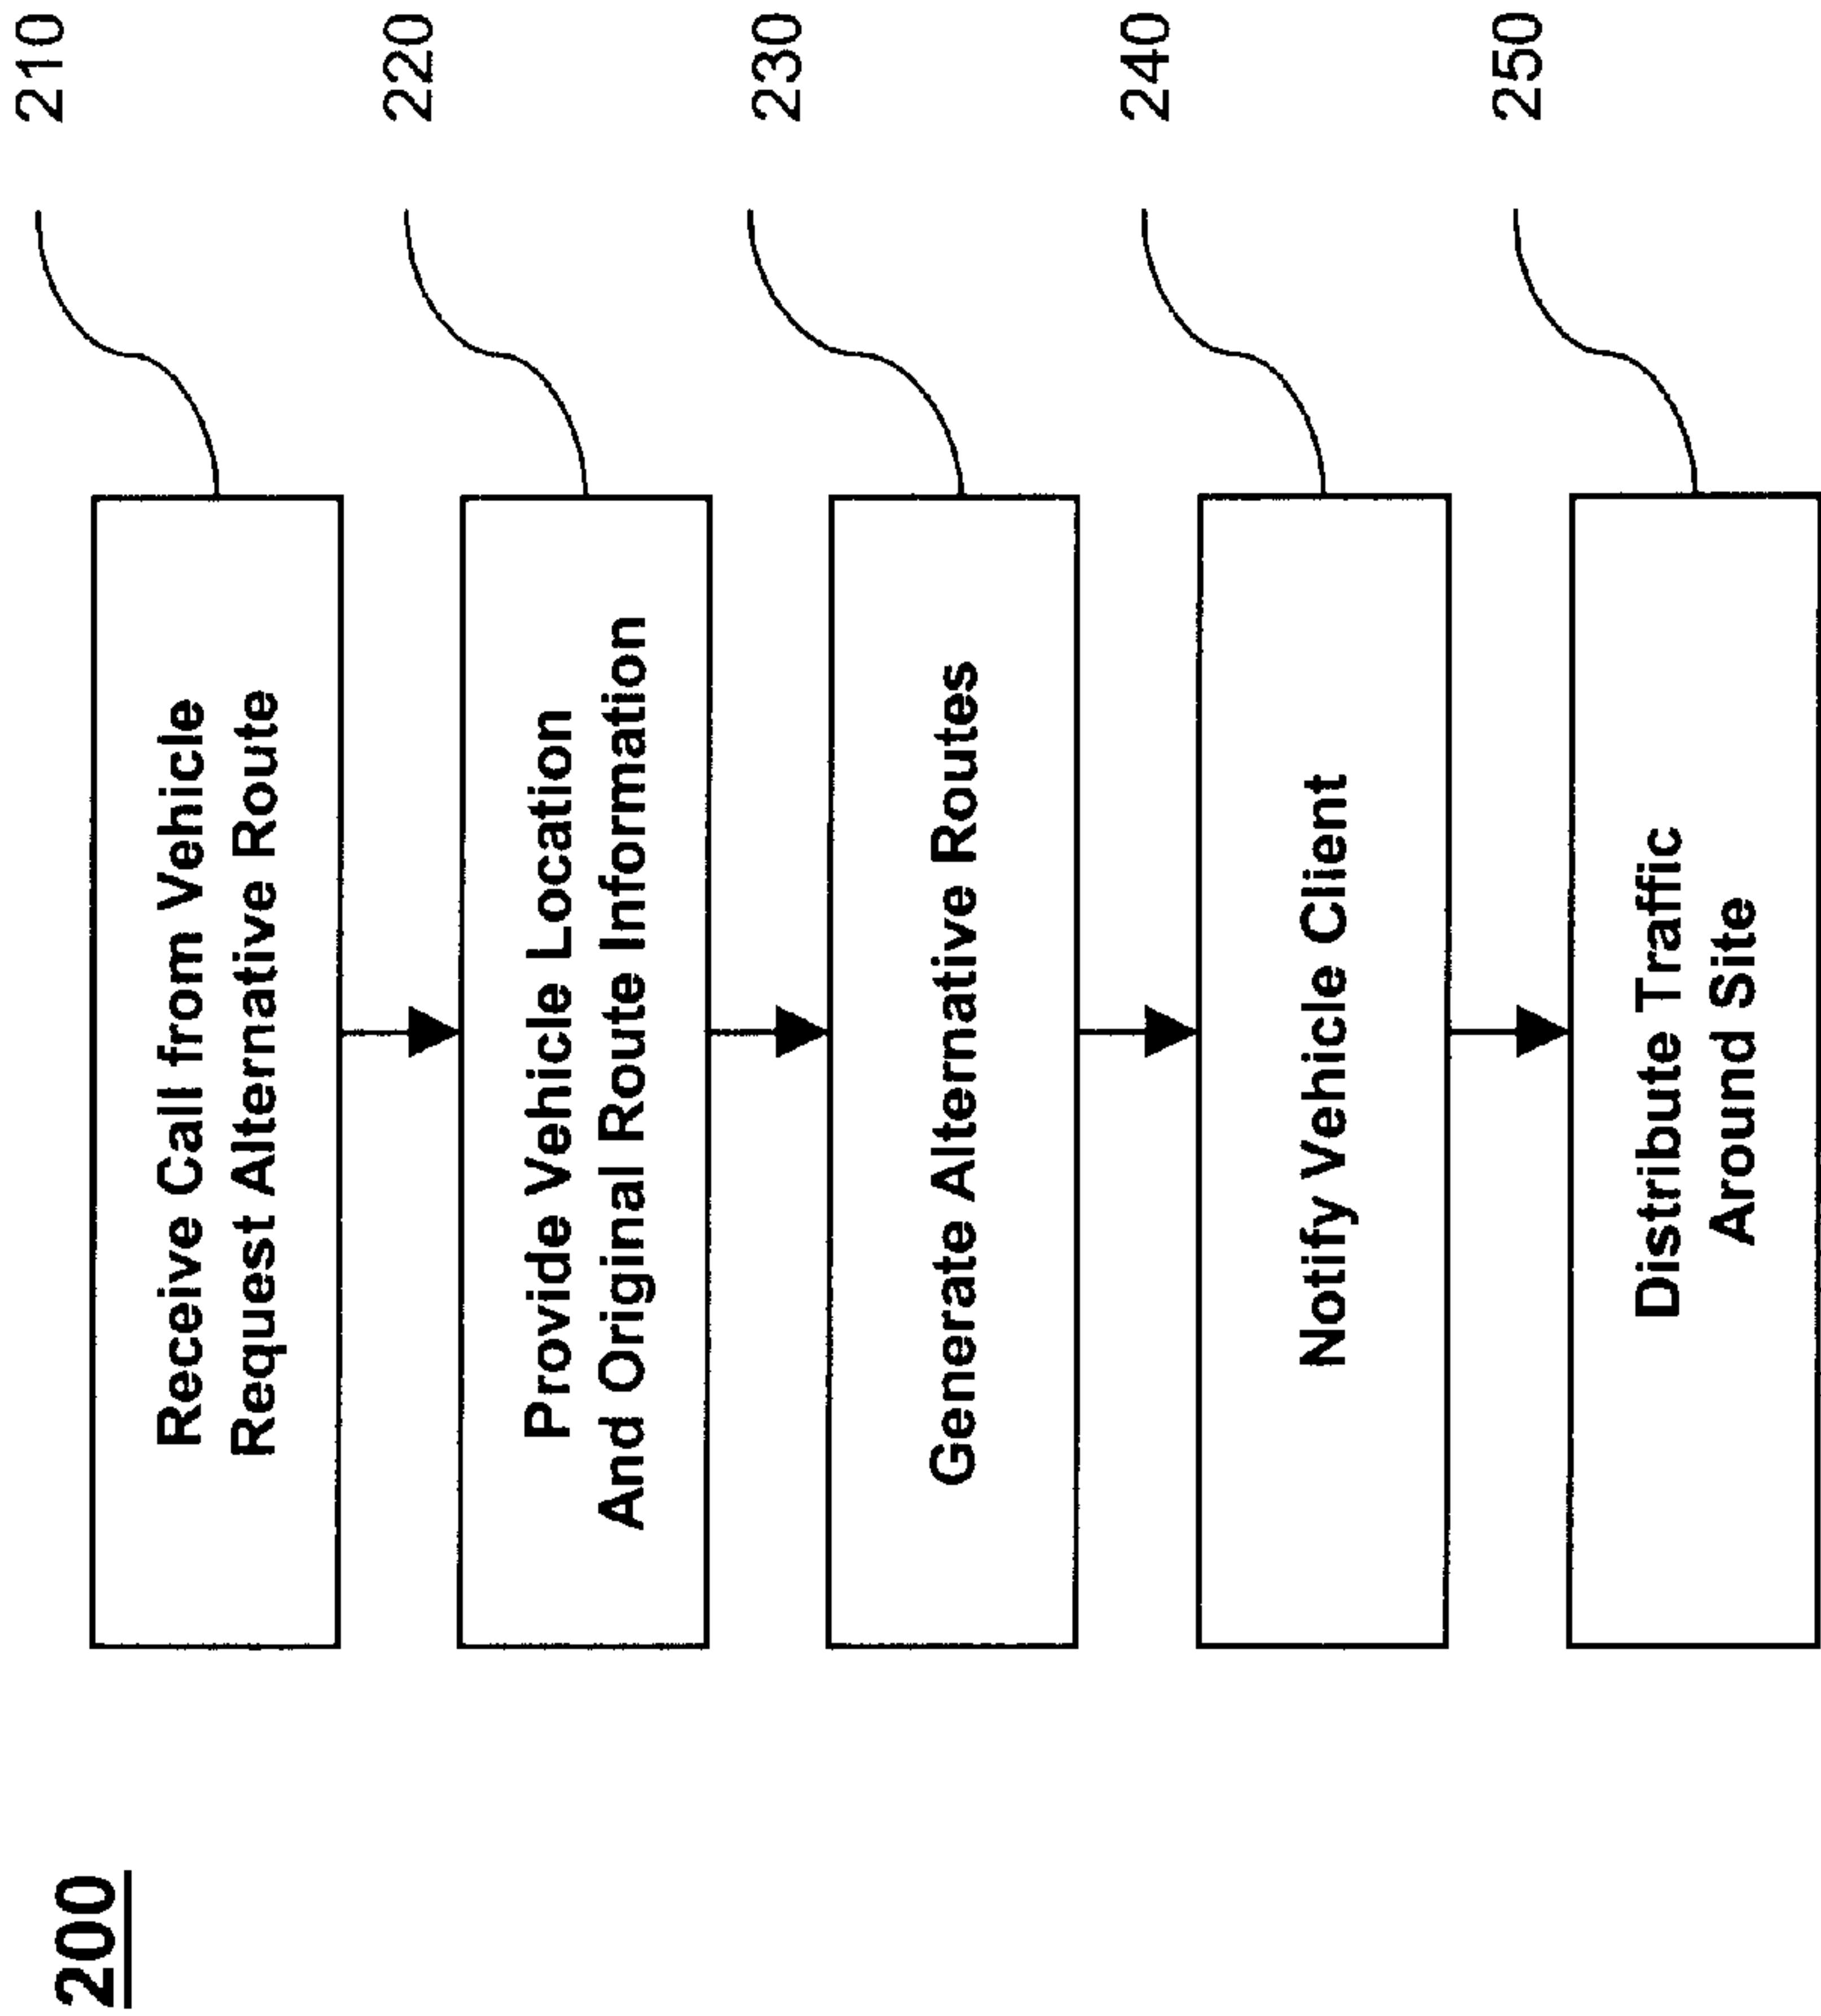 200
Receive Call from Vehicle
Request Alternative Route
210
Provide Vehicle Location
And Original Route Information
220
Generate Alternative Routes
230
Notify Vehicle Client
240
Distribute Traffic
Around Site
250